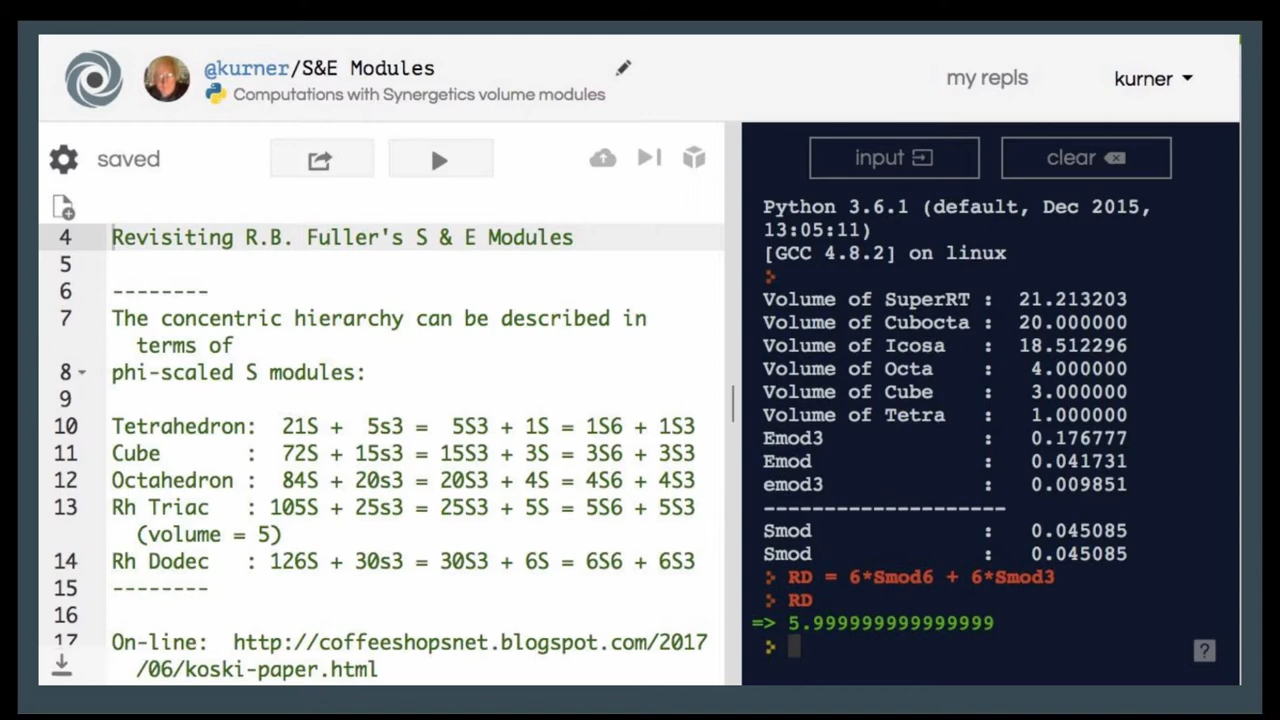 @kurner/S&E Modules
Computations with Synergetics volume modules
my repls
kurner
saved
input
clear
4 Revisiting R.B. Fuller's S & E Modules
5
6 --------
7 The concentric hierarchy can be described in
terms of
8 phi-scaled S modules:
9
10 Tetrahedron:  21S +  5s3 =  5S3 + 1S = 1S6 + 1S3
11 Cube       :  72S + 15s3 = 15S3 + 3S = 3S6 + 3S3
12 Octahedron :  84S + 20s3 = 20S3 + 4S = 4S6 + 4S3
13 Rh Triac   : 105S + 25s3 = 25S3 + 5S = 5S6 + 5S3
(volume = 5)
14 Rh Dodec   : 126S + 30s3 = 30S3 + 6S = 6S6 + 6S3
15 --------
16
17 On-line:  http://coffeeshopsnet.blogspot.com/2017
/06/koski-paper.html
Python 3.6.1 (default, Dec 2015,
13:05:11)
[GCC 4.8.2] on linux
Volume of SuperRT :  21.213203
Volume of Cubocta :  20.000000
Volume of Icosa   :  18.512296
Volume of Octa    :   4.000000
Volume of Cube    :   3.000000
Volume of Tetra   :   1.000000
Emod3             :   0.176777
Emod              :   0.041731
emod3             :   0.009851
--------------------
Smod              :   0.045085
Smod              :   0.045085
RD = 6*Smod6 + 6*Smod3
RD
=> 5.999999999999999
?